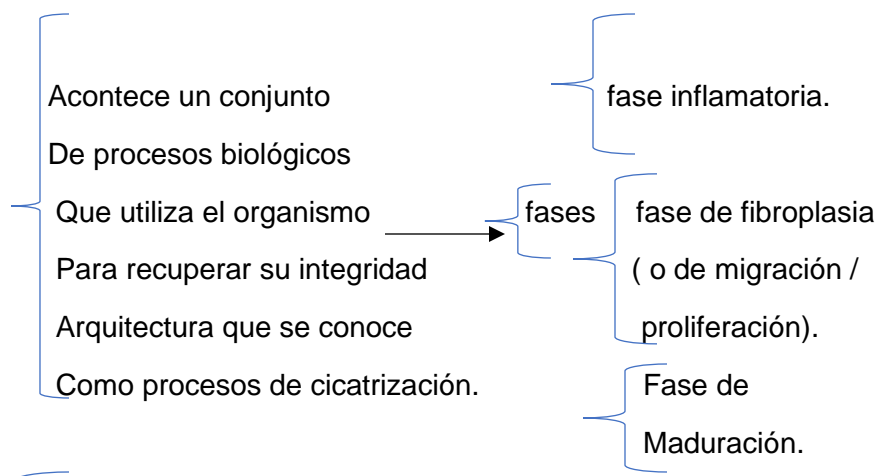 Acontece un conjunto
De procesos biológicos
Que utiliza el organismo
Para recuperar su integridad
Arquitectura que se conoce
Como procesos de cicatrización.
fases
fase inflamatoria.
fase de fibroplasia
( o de migración /
proliferación).
Fase de
Maduración.